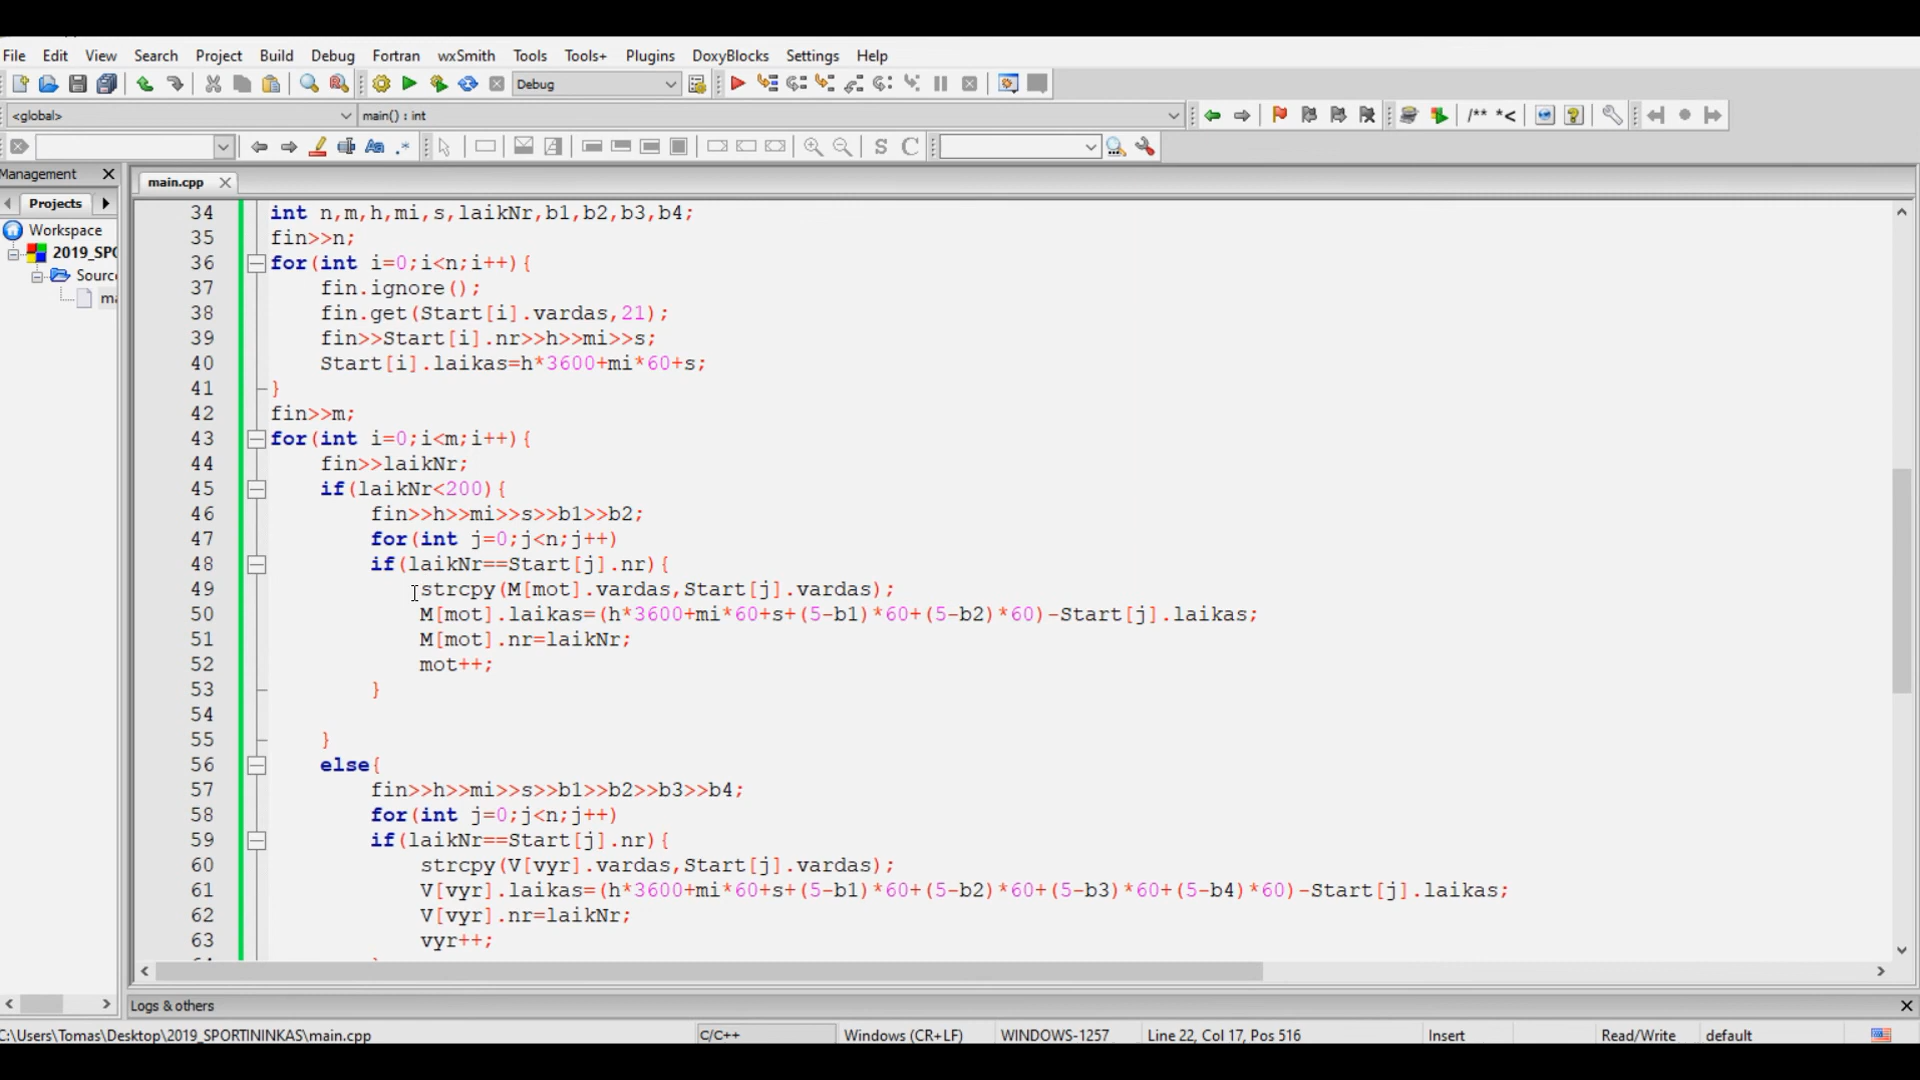 File Edit View Search Project Build Debug Fortran wxSmith Tools Tools+ Plugins DoxyBlocks Settings Help
Debug
<global> main() : int /** *<
Aa .* S C
Management
main.cpp
Projects
Workspace
2019_SPO
Sourc
ma
34 int n,m,h,mi,s,laikNr,b1,b2,b3,b4;
35 fin>>n;
36 for(int i=0;i<n;i++){
37 fin.ignore();
38 fin.get(Start[i].vardas,21);
39 fin>>Start[i].nr>>h>>mi>>s;
40 Start[i].laikas=h*3600+mi*60+s;
41 }
42 fin>>m;
43 for(int i=0;i<m;i++){
44 fin>>laikNr;
45 if(laikNr<200){
46 fin>>h>>mi>>s>>b1>>b2;
47 for(int j=0;j<n;j++)
48 if(laikNr==Start[j].nr){
49 strcpy(M[mot].vardas,Start[j].vardas);
50 M[mot].laikas=(h*3600+mi*60+s+(5-b1)*60+(5-b2)*60)-Start[j].laikas;
51 M[mot].nr=laikNr;
52 mot++;
53 }
54
55 }
56 else{
57 fin>>h>>mi>>s>>b1>>b2>>b3>>b4;
58 for(int j=0;j<n;j++)
59 if(laikNr==Start[j].nr){
60 strcpy(V[vyr].vardas,Start[j].vardas);
61 V[vyr].laikas=(h*3600+mi*60+s+(5-b1)*60+(5-b2)*60+(5-b3)*60+(5-b4)*60)-Start[j].laikas;
62 V[vyr].nr=laikNr;
63 vyr++;
Logs & others
C:\Users\Tomas\Desktop\2019_SPORTININKAS\main.cpp C/C++ Windows (CR+LF) WINDOWS-1257 Line 22, Col 17, Pos 516 Insert Read/Write default